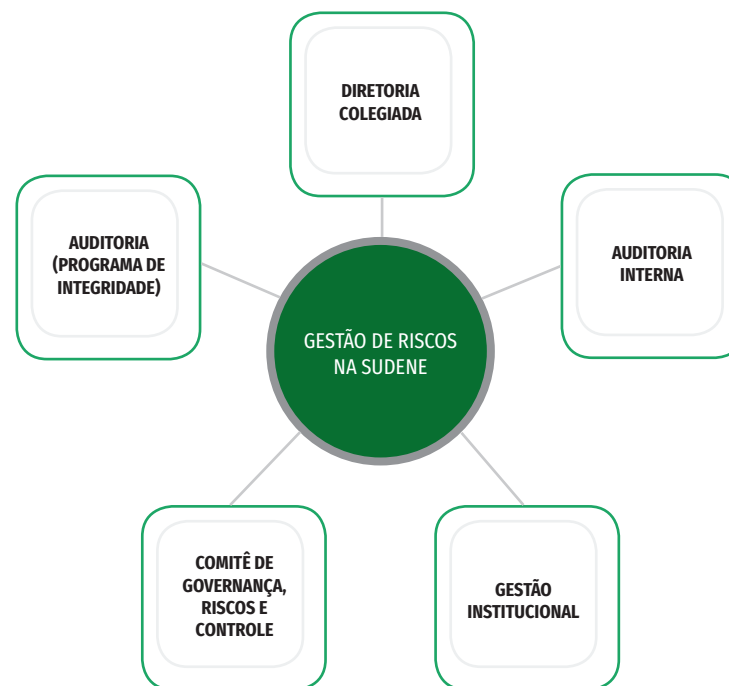 DIRETORIA
COLEGIADA
AUDITORIA
(PROGRAMA DE
INTEGRIDADE)
AUDITORIA
INTERNA
GESTÃO DE RISCOS
NA SUDENE
COMITÊ DE
GOVERNANÇA,
RISCOS E
CONTROLE
GESTÃO
INSTITUCIONAL